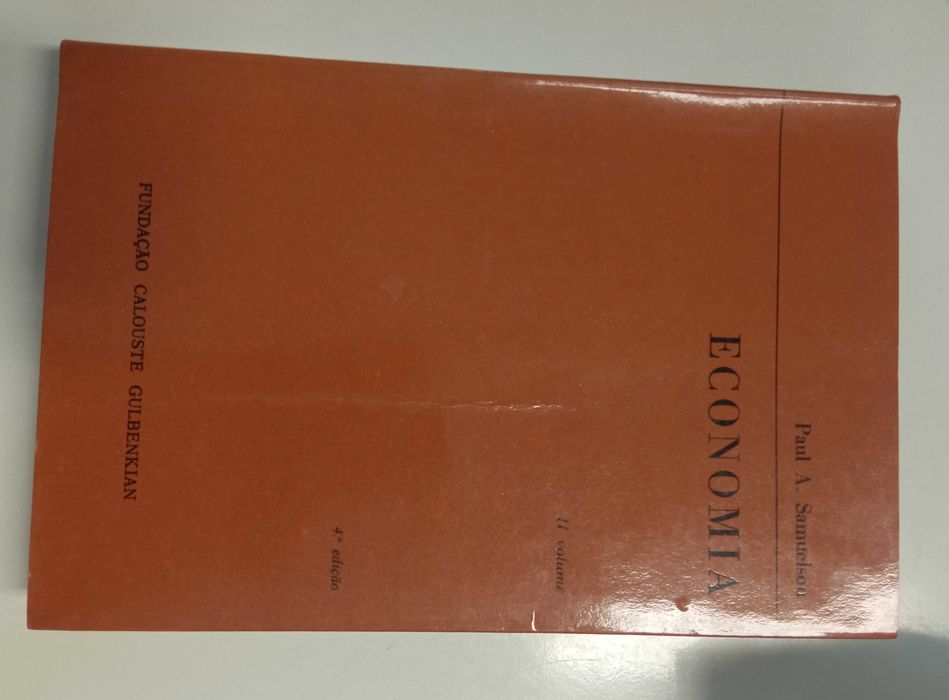 Paul A. Samuelson
ECONOMIA
II volume
4.ª edição
FUNDAÇÃO CALOUSTE GULBENKIAN